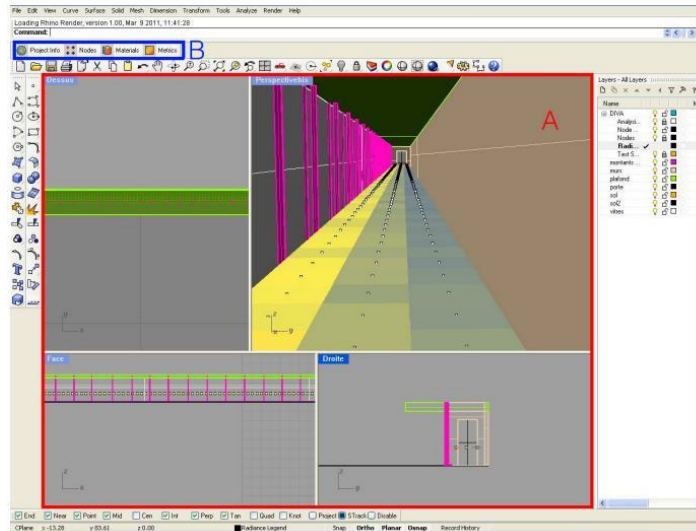 File Edit View Curve Surface Solid Mesh Dimension Transform Tools Analyze Render Help
Loading Rhino Render, version 1.00, Mar 9 2011, 11:41:28
Command:
Project Info Nodes Materials Metrics B
Dessus
Perspective
A
Layers - All Layers
Name
DIVA
Analysi...
Node ...
Nodes
Radi...
Test S...
montants ...
murs
plafond
porte
sol
sol2
vitres
Face
Droite
End Near Point Mid Cen Int Perp Tan Quad Knot Project STrack Disable
CPlane x -13.28 y 83.61 z 0.00 Radiance Legend Snap Ortho Planar Osnap Record History